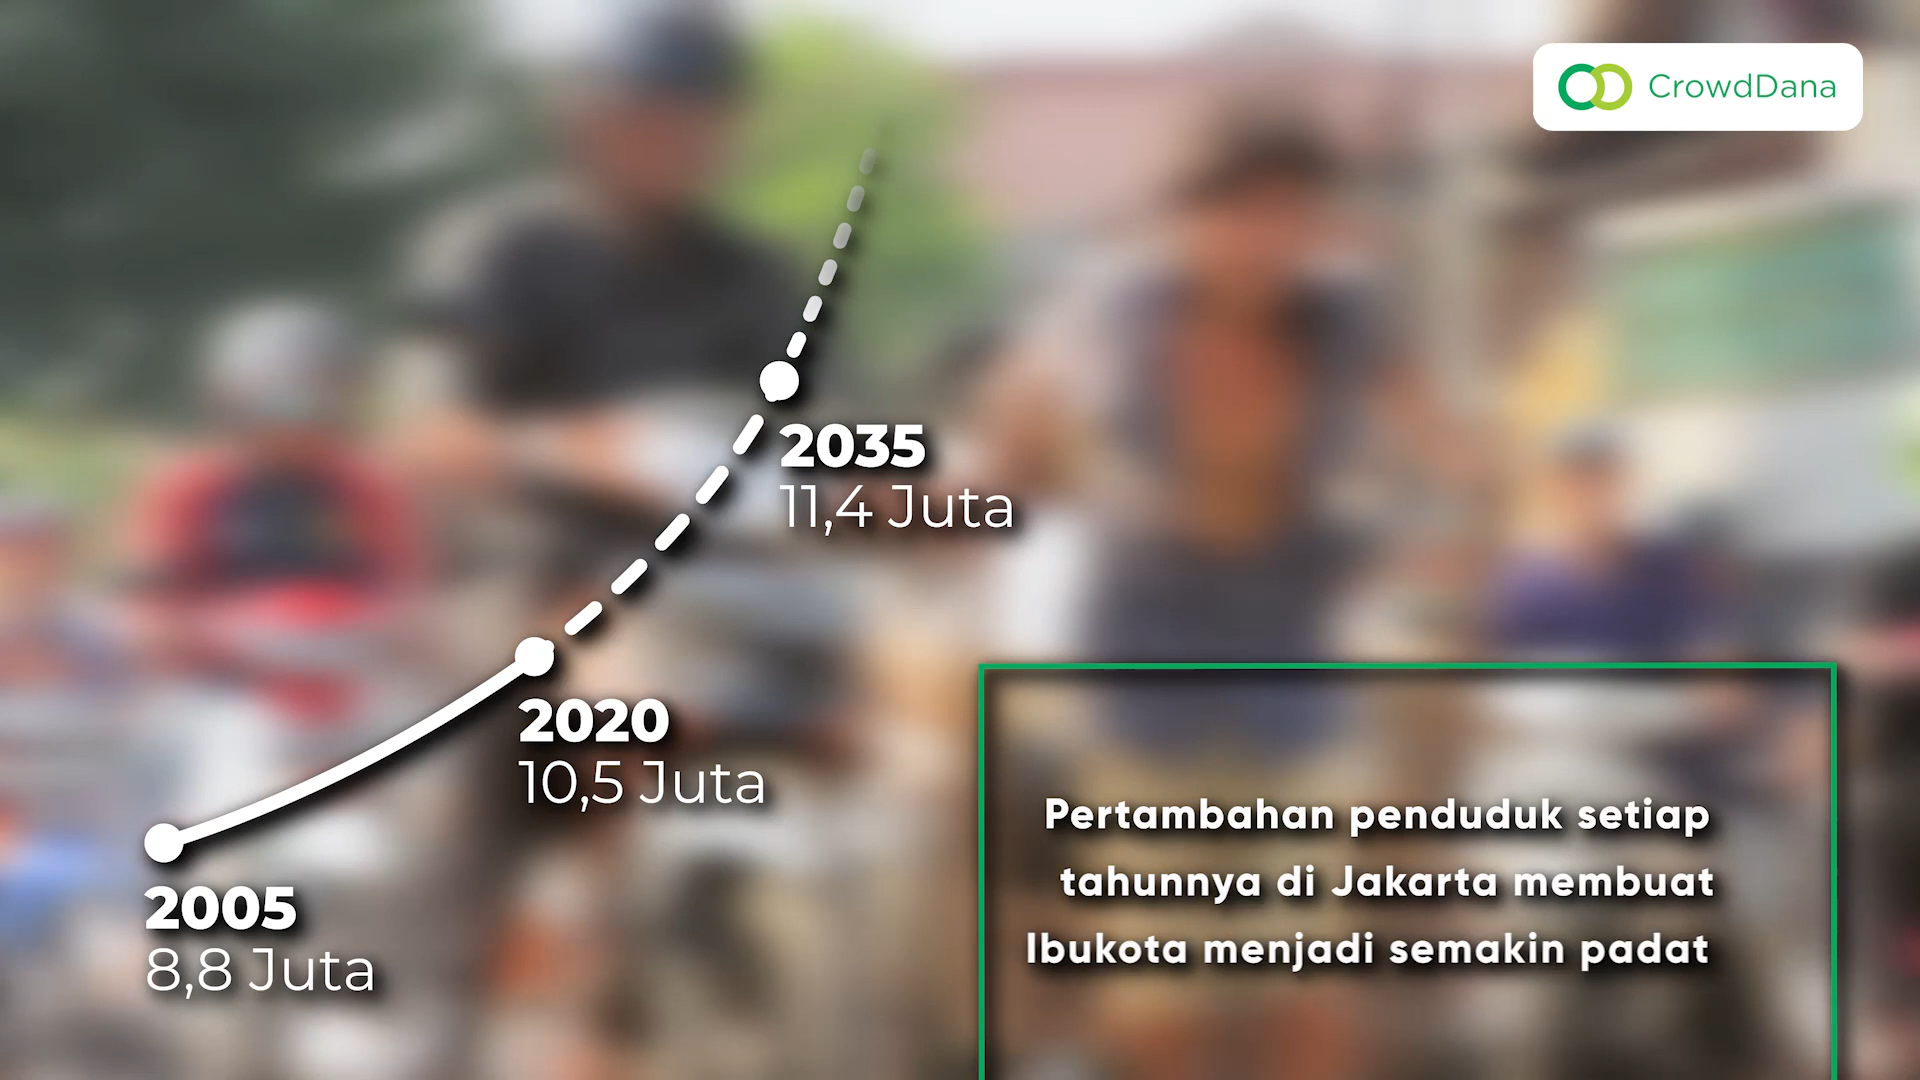 CrowdDana
2035
11,4 Juta
2020
10,5 Juta
2005
8,8 Juta
Pertambahan penduduk setiap
tahunnya di Jakarta membuat
Ibukota menjadi semakin padat